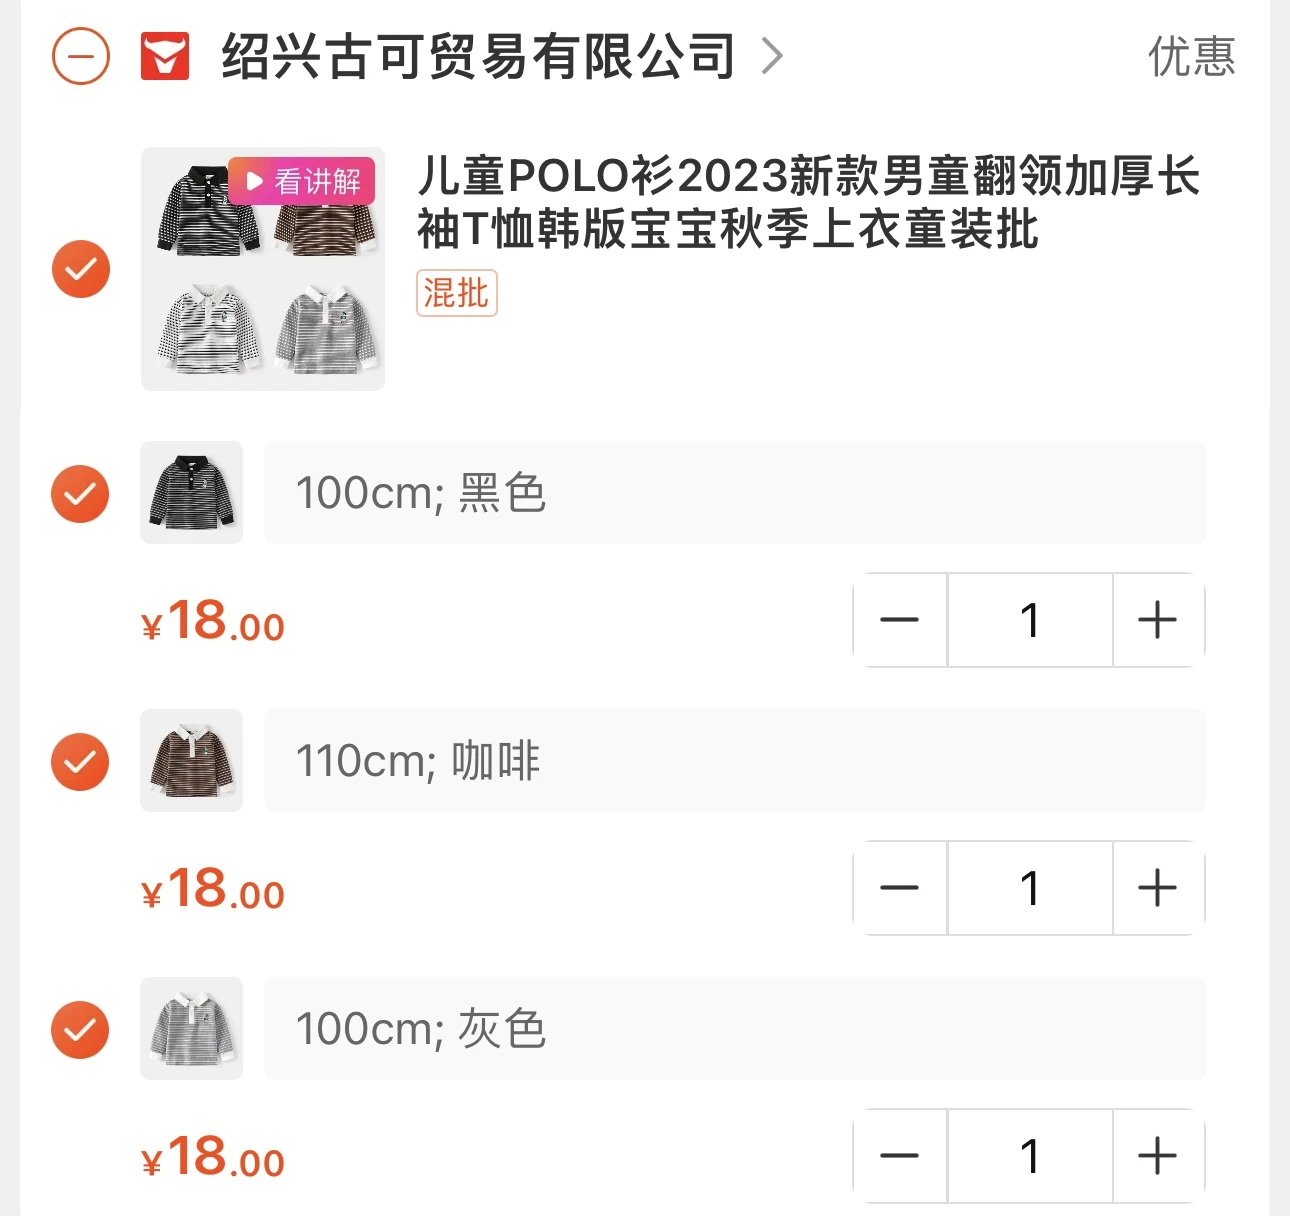 绍兴古可贸易有限公司
优惠
看讲解
儿童POLO衫2023新款男童翻领加厚长
袖T恤韩版宝宝秋季上衣童装批
混批
100cm; 黑色
¥18.00
1
110cm; 咖啡
¥18.00
1
100cm; 灰色
¥18.00
1